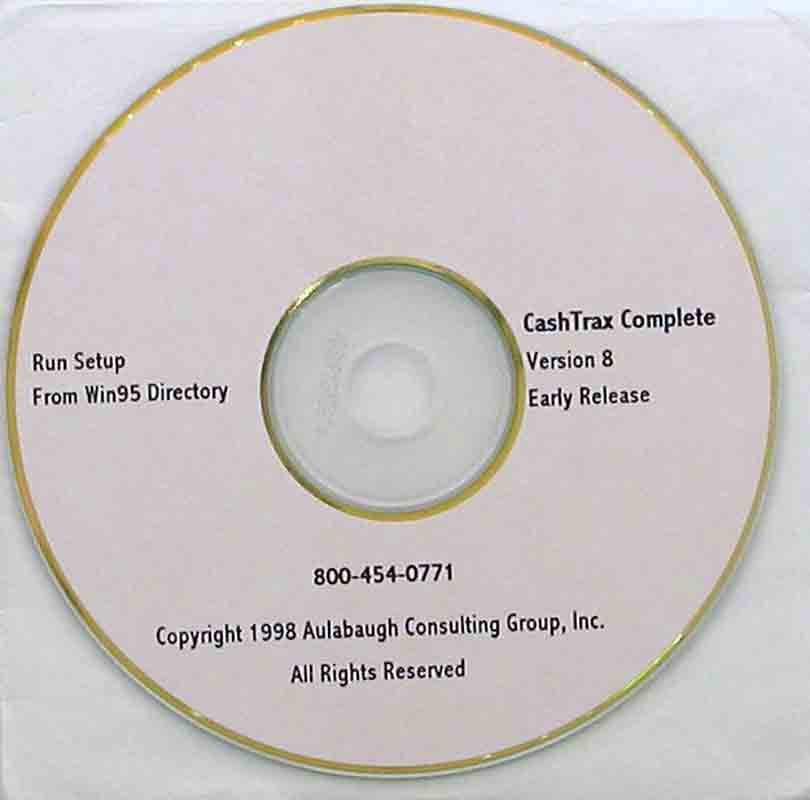 CashTrax Complete
Run Setup
Version 8
From Win95 Directory
Early Release
800-454-0771
Copyright 1998 Aulabaugh Consulting Group, Inc.
All Rights Reserved